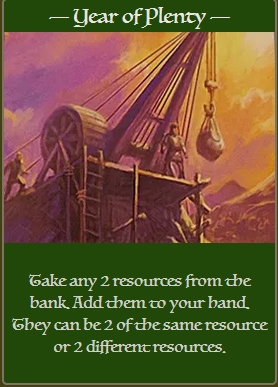 — Year of Plenty —
Take any 2 resources from the
bank. Add them to your hand.
They can be 2 of the same resource
or 2 different resources.